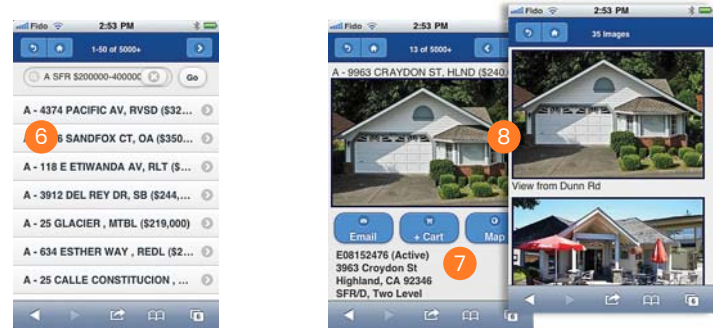 Fido 2:53 PM
1-50 of 5000+
A SFR $200000-40000 Go
A - 4374 PACIFIC AV, RVSD ($32...
6
6 SANDFOX CT, OA ($350...
A - 118 E ETIWANDA AV, RLT ($...
A - 3912 DEL REY DR, SB ($244,...
A - 25 GLACIER , MTBL ($219,000)
A - 634 ESTHER WAY , REDL ($2...
A - 25 CALLE CONSTITUCION , ...
6
Fido 2:53 PM
13 of 5000+
A - 9963 CRAYDON ST, HLND ($240,
Email + Cart Map
7
E08152476 (Active)
3963 Croydon St
Highland, CA 92346
SFR/D, Two Level
8
Fido 2:53 PM
35 Images
View from Dunn Rd
6